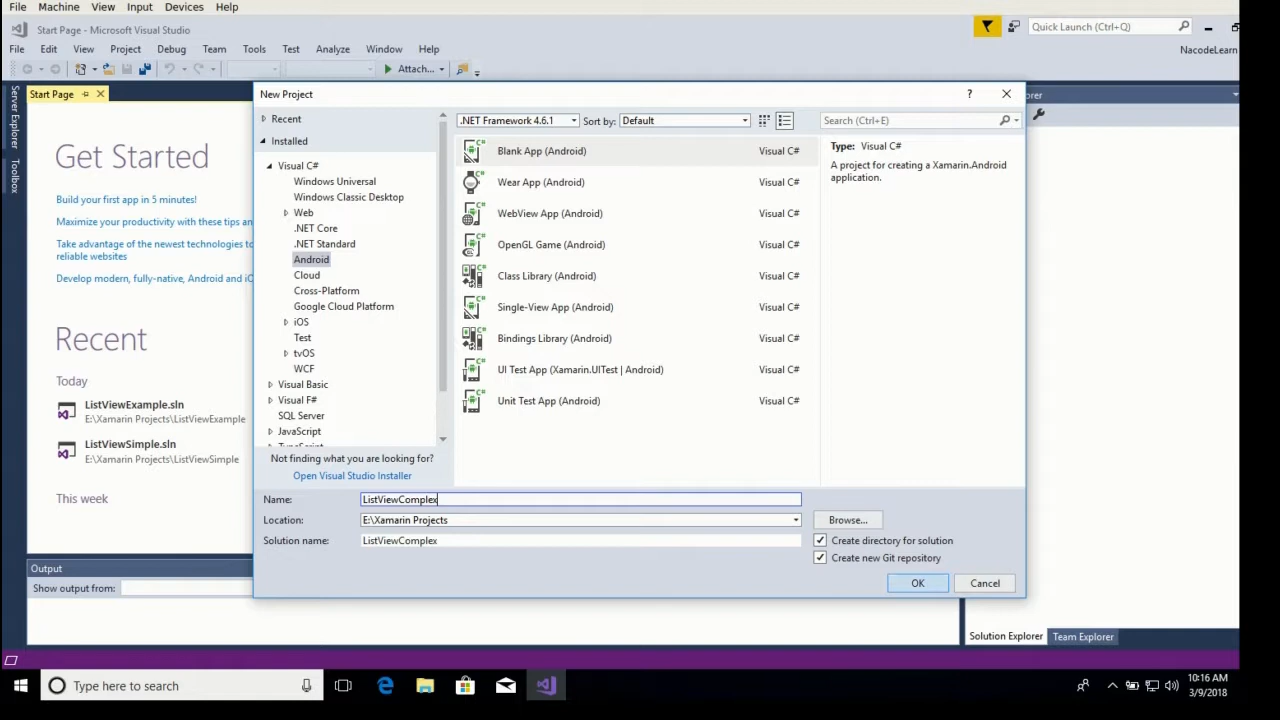 File Machine View Input Devices Help
Start Page - Microsoft Visual Studio
Quick Launch (Ctrl+Q)
File Edit View Project Debug Team Tools Test Analyze Window Help
NacodeLearn
Attach...
Server Explorer
Toolbox
Start Page
Get Started
Build your first app in 5 minutes!
Maximize your productivity with these tips an
Take advantage of the newest technologies to
reliable websites
Develop modern, fully-native, Android and iO
Recent
Today
ListViewExample.sln
E:\Xamarin Projects\ListViewExample
ListViewSimple.sln
E:\Xamarin Projects\ListViewSimple
This week
Output
Show output from:
New Project
?
Recent
Installed
Visual C#
Windows Universal
Windows Classic Desktop
Web
.NET Core
.NET Standard
Android
Cloud
Cross-Platform
Google Cloud Platform
iOS
Test
tvOS
WCF
Visual Basic
Visual F#
SQL Server
JavaScript
TypeScript
Not finding what you are looking for?
Open Visual Studio Installer
.NET Framework 4.6.1
Sort by: Default
Search (Ctrl+E)
Blank App (Android) Visual C#
Wear App (Android) Visual C#
WebView App (Android) Visual C#
OpenGL Game (Android) Visual C#
Class Library (Android) Visual C#
Single-View App (Android) Visual C#
Bindings Library (Android) Visual C#
UI Test App (Xamarin.UITest | Android) Visual C#
Unit Test App (Android) Visual C#
Type: Visual C#
A project for creating a Xamarin.Android
application.
Name: ListViewComplex
Location: E:\Xamarin Projects
Browse...
Solution name: ListViewComplex
Create directory for solution
Create new Git repository
OK
Cancel
orer
Solution Explorer
Team Explorer
Type here to search
10:16 AM
3/9/2018